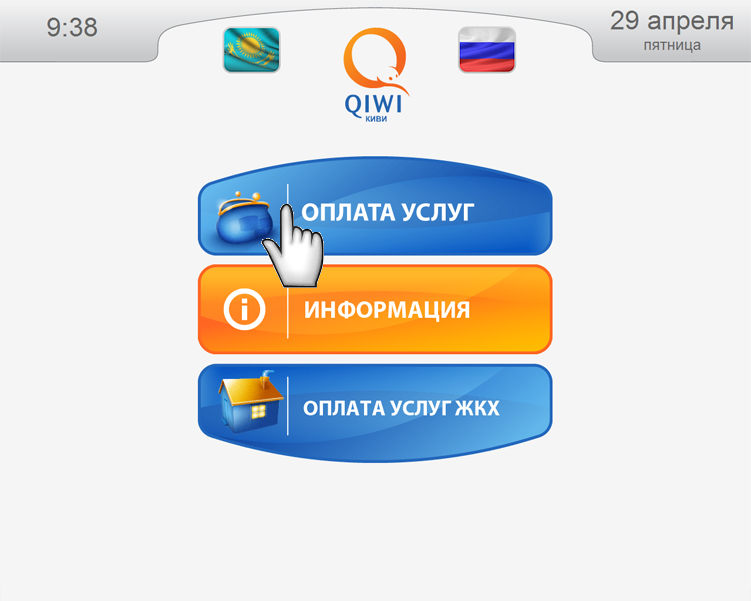 9:38
29 апреля
пятница
QIWI
КИВИ
ОПЛАТА УСЛУГ
ИНФОРМАЦИЯ
ОПЛАТА УСЛУГ ЖКХ